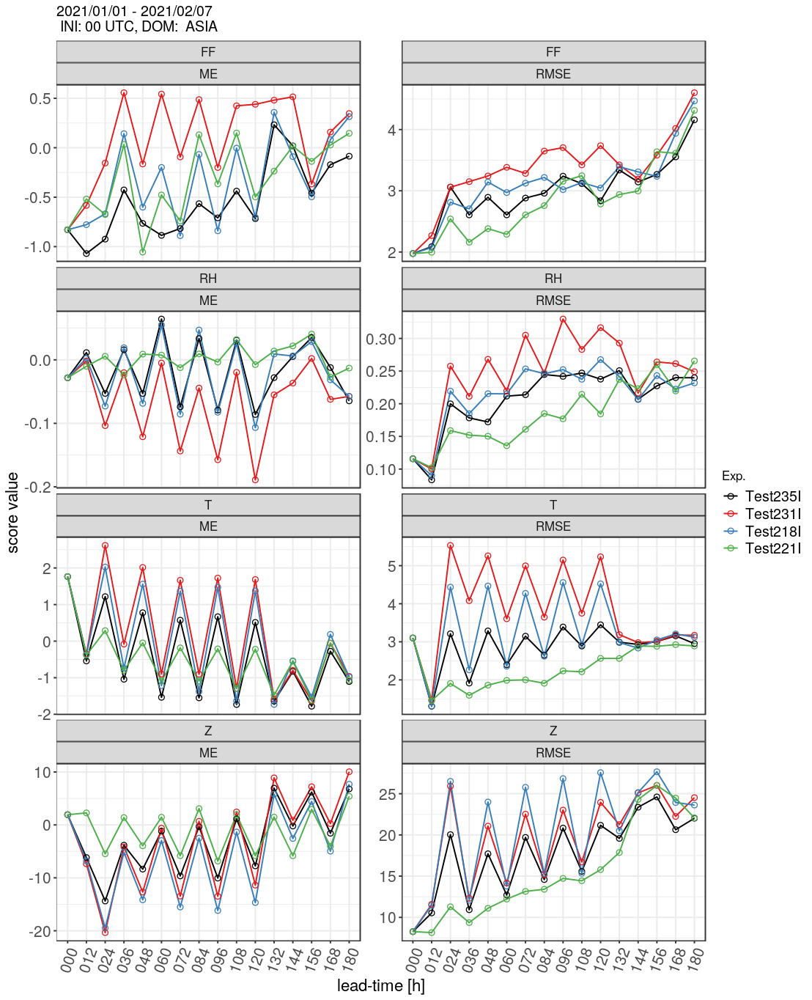 2021/01/01 - 2021/02/07
INI: 00 UTC, DOM:  ASIA
FF
FF
ME
RMSE
0.5
0.0
-0.5
-1.0
4
3
2
RH
RH
ME
RMSE
0.0
-0.1
-0.2
0.30
0.25
0.20
0.15
0.10
T
T
ME
RMSE
2
1
0
-1
-2
5
4
3
2
Z
Z
ME
RMSE
10
0
-10
-20
25
20
15
10
000 012 024 036 048 060 072 084 096 108 120 132 144 156 168 180
000 012 024 036 048 060 072 084 096 108 120 132 144 156 168 180
lead-time [h]
score value
Exp.
Test235I
Test231I
Test218I
Test221I